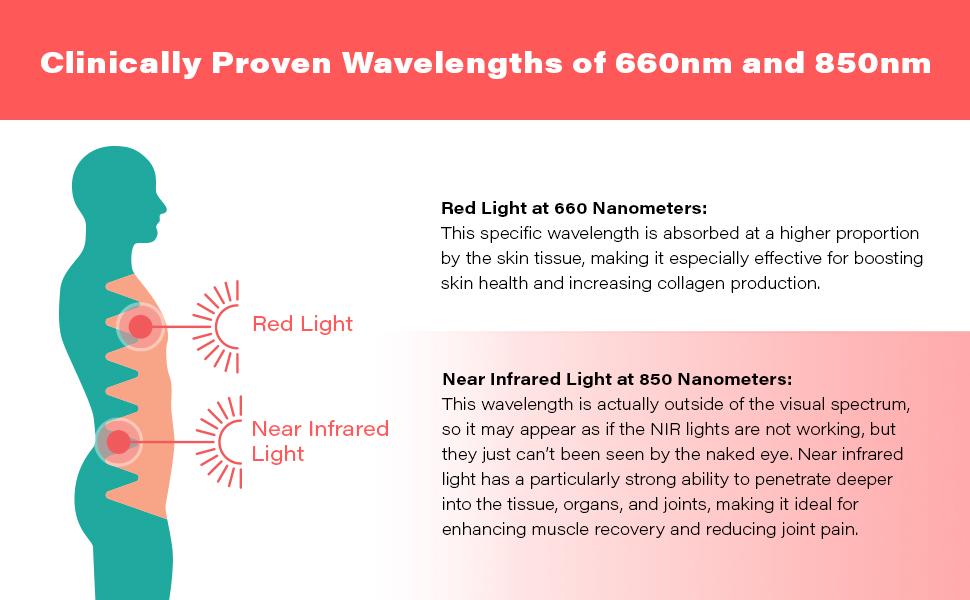 Clinically Proven Wavelengths of 660nm and 850nm
Red Light at 660 Nanometers:
This specific wavelength is absorbed at a higher proportion
by the skin tissue, making it especially effective for boosting
skin health and increasing collagen production.
Red Light
Near Infrared Light at 850 Nanometers:
This wavelength is actually outside of the visual spectrum,
so it may appear as if the NIR lights are not working, but
they just can't been seen by the naked eye. Near infrared
light has a particularly strong ability to penetrate deeper
into the tissue, organs, and joints, making it ideal for
enhancing muscle recovery and reducing joint pain.
Near Infrared
Light